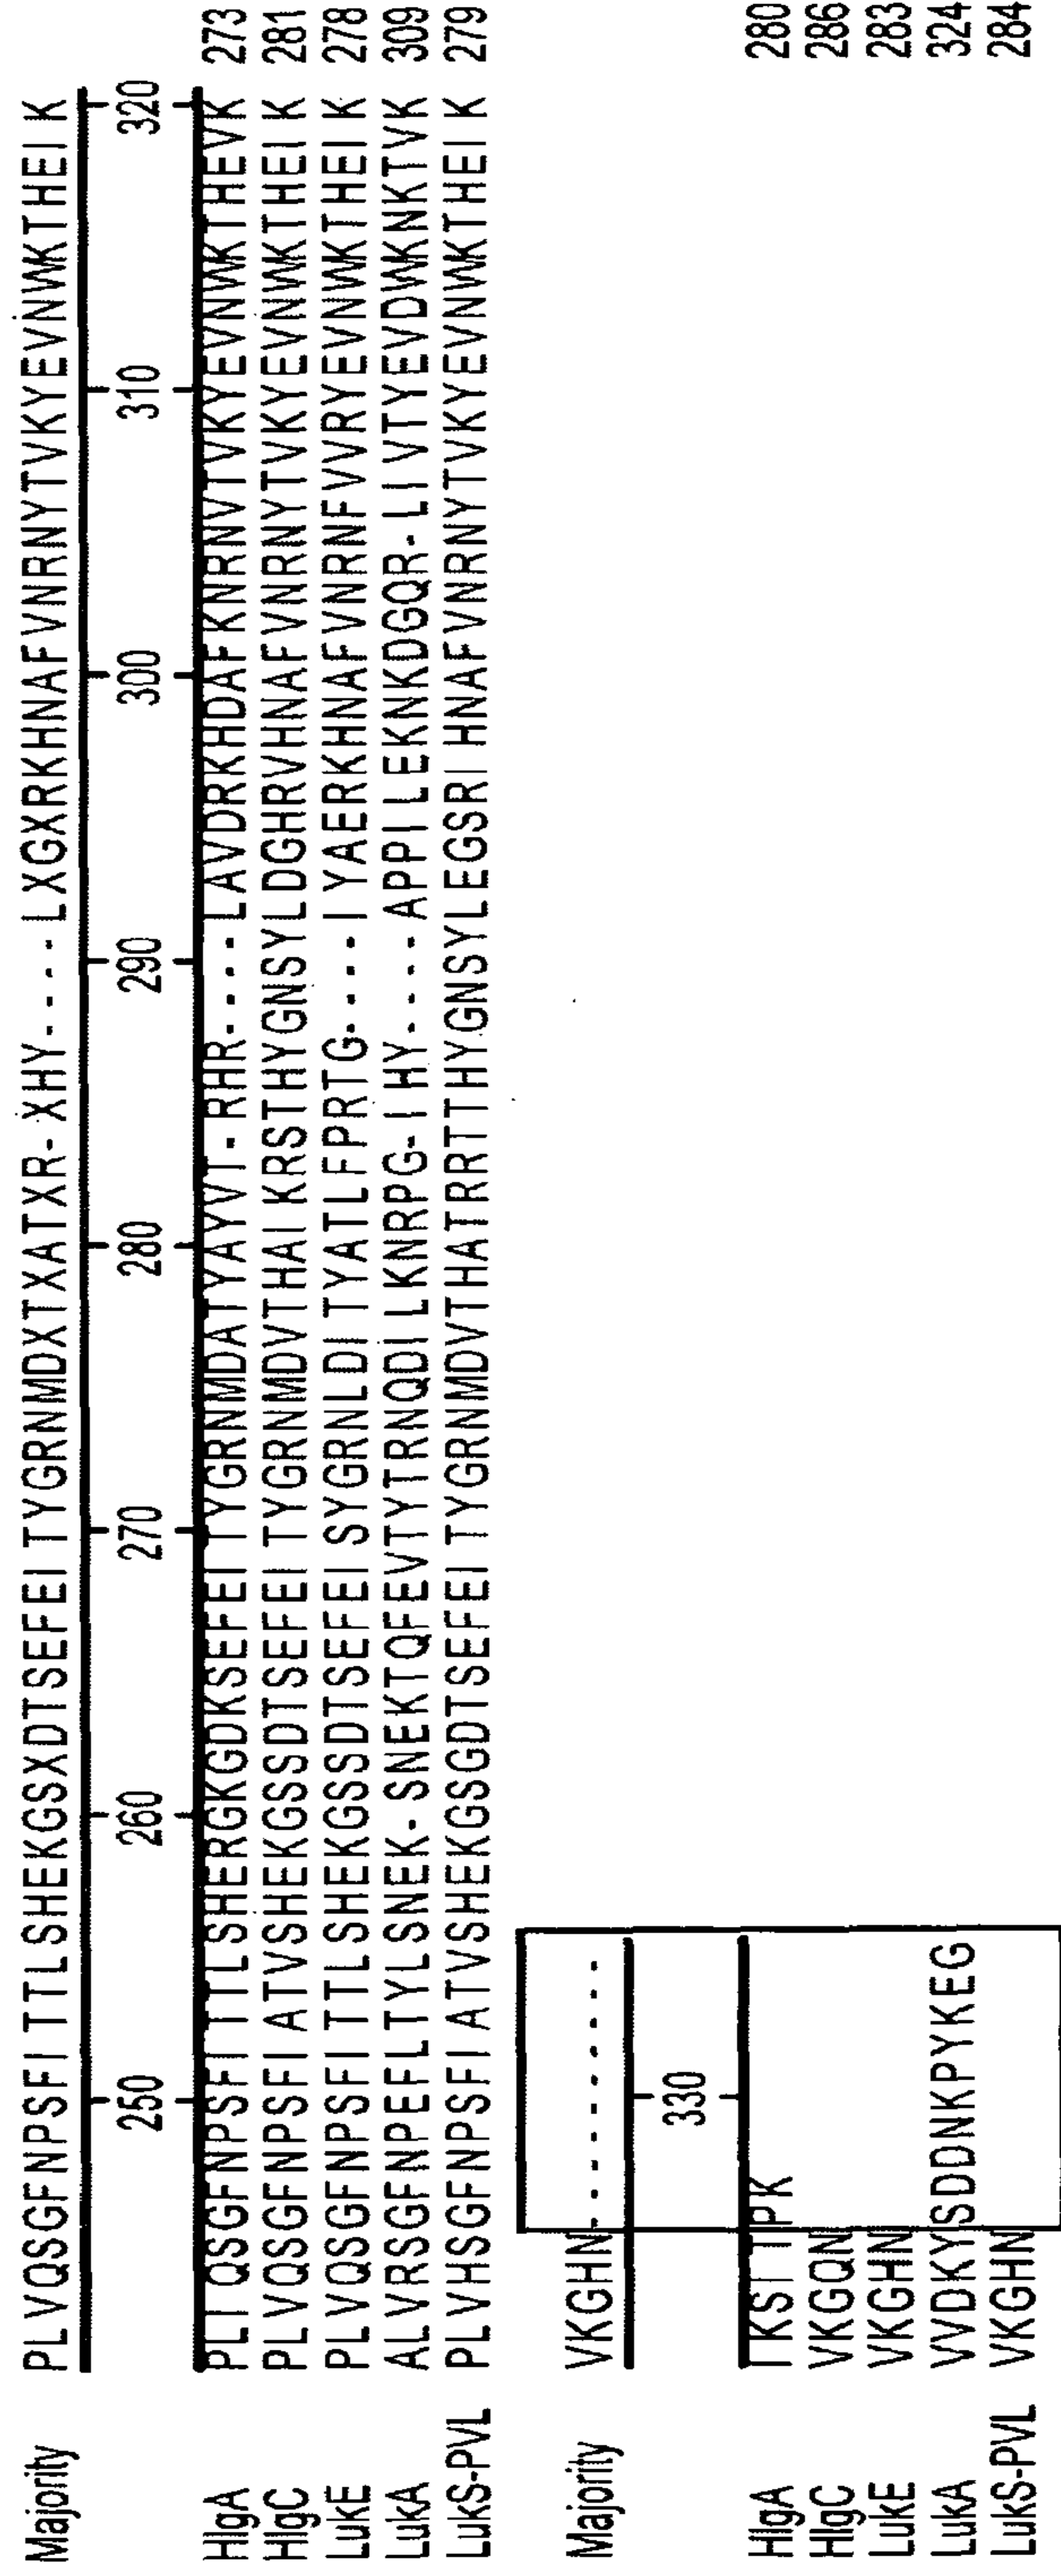 Majority PLVQSGFNPSFITTLSHEKGSXDTSEFEITYGRNMDXTXATXR-XHY----LXGXRKHNAFVNRNYTVKYEVNWKTHEIK
250 260 270 280 290 300 310 320
HlgA PLTQSGFNPSFITTLSHERGKGDKSEFEITYGRNMDATYAYVT-RHR----LAVDRKHDAFKNRNVTVKYEVNWKTHEVK 273
HlgC PLVQSGFNPSFIATVSHEKGSSDTSEFEITYGRNMDVTHAIKRSTHYGNSYLDGHRVHNAFVNRNYTVKYEVNWKTHEIK 281
LukE PLVQSGFNPSFITTLSHEKGSSDTSEFEISYGRNLDITYATLFPRTG----IYAERKHNAFVNRNFVVRYEVNWKTHEIK 278
LukA ALVRSGFNPEFLTYLSNEK-SNEKTQFEVTYTRNQDILKNRPG-IHY----APPILEKNKDGQR-LIVTYEVDWKNKTVK 309
LukS-PVL PLVHSGFNPSFIATVSHEKGSGDTSEFEITYGRNMDVTHATRRTTHYGNSYLEGSRIHNAFVNRNYTVKYEVNWKTHEIK 279
Majority VKGHN----------
330
HlgA IKSITPK 280
HlgC VKGQN 286
LukE VKGHN 283
LukA VVDKYSDDNKPYKEG 324
LukS-PVL VKGHN 284